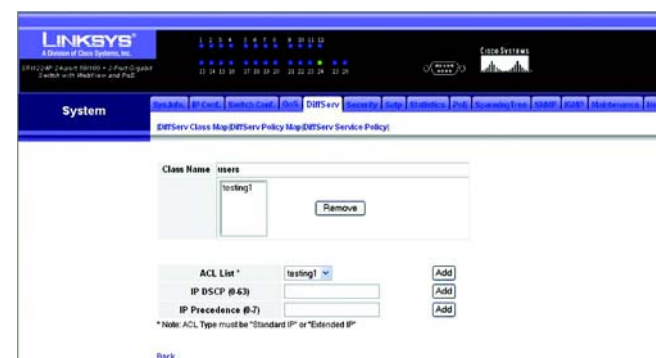 LINKSYS®
A Division of Cisco Systems, Inc.
CISCO SYSTEMS
System
Sys.Info. IP Conf. Switch Conf. QoS DiffServ Security Statistics PoE SpanningTree SNMP IGMP Maintenance
|DiffServ Class Map|DiffServ Policy Map|DiffServ Service Policy|
Class Name users
testing1
Remove
ACL List * testing1 Add
IP DSCP (0-63) Add
IP Precedence (0-7) Add
* Note: ACL Type must be "Standard IP" or "Extended IP"
Back